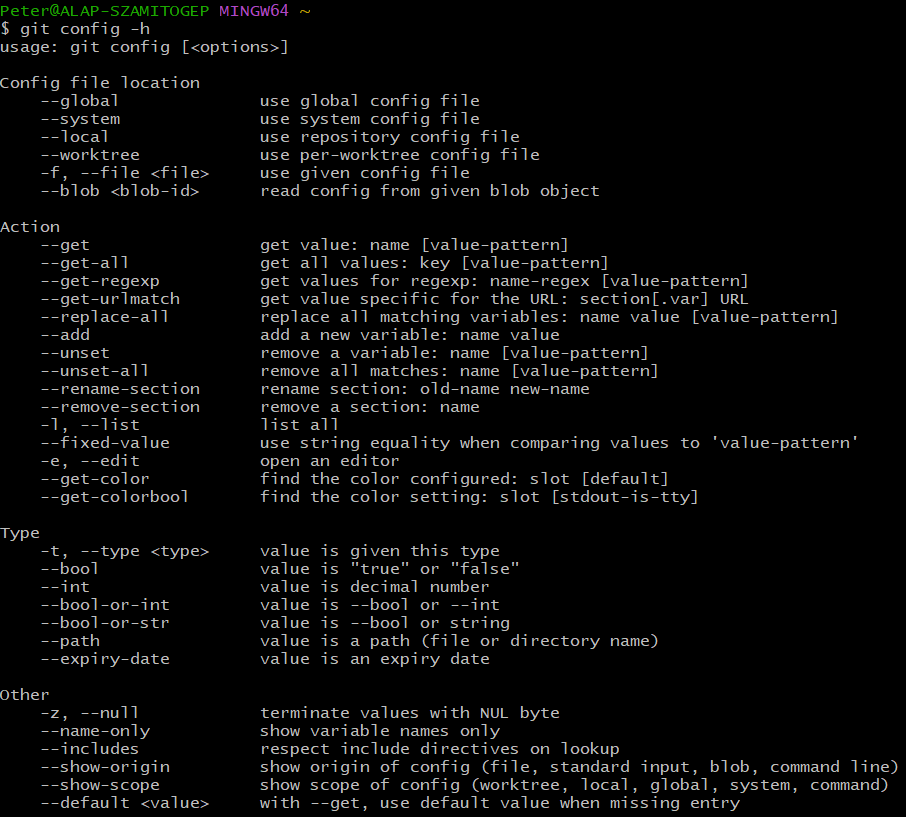 Peter@ALAP-SZAMITOGEP MINGW64 ~
$ git config -h
usage: git config [<options>]

Config file location
    --global              use global config file
    --system              use system config file
    --local               use repository config file
    --worktree            use per-worktree config file
    -f, --file <file>     use given config file
    --blob <blob-id>      read config from given blob object

Action
    --get                 get value: name [value-pattern]
    --get-all             get all values: key [value-pattern]
    --get-regexp          get values for regexp: name-regex [value-pattern]
    --get-urlmatch        get value specific for the URL: section[.var] URL
    --replace-all         replace all matching variables: name value [value-pattern]
    --add                 add a new variable: name value
    --unset               remove a variable: name [value-pattern]
    --unset-all           remove all matches: name [value-pattern]
    --rename-section      rename section: old-name new-name
    --remove-section      remove a section: name
    -l, --list            list all
    --fixed-value         use string equality when comparing values to 'value-pattern'
    -e, --edit            open an editor
    --get-color           find the color configured: slot [default]
    --get-colorbool       find the color setting: slot [stdout-is-tty]

Type
    -t, --type <type>     value is given this type
    --bool                value is "true" or "false"
    --int                 value is decimal number
    --bool-or-int         value is --bool or --int
    --bool-or-str         value is --bool or string
    --path                value is a path (file or directory name)
    --expiry-date         value is an expiry date

Other
    -z, --null            terminate values with NUL byte
    --name-only           show variable names only
    --includes            respect include directives on lookup
    --show-origin         show origin of config (file, standard input, blob, command line)
    --show-scope          show scope of config (worktree, local, global, system, command)
    --default <value>     with --get, use default value when missing entry